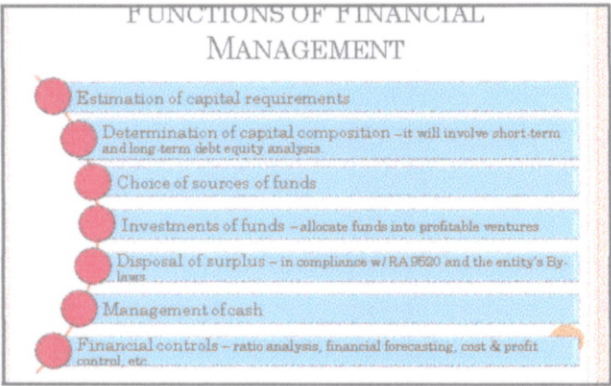 FUNCTIONS OF FINANCIAL
MANAGEMENT
Estimation of capital requirements
Determination of capital composition – it will involve short-term
and long-term debt equity analysis.
Choice of sources of funds
Investments of funds – allocate funds into profitable ventures
Disposal of surplus – in compliance w/ RA 9520 and the entity's By-
laws
Management of cash
Financial controls – ratio analysis, financial forecasting, cost & profit
control, etc.